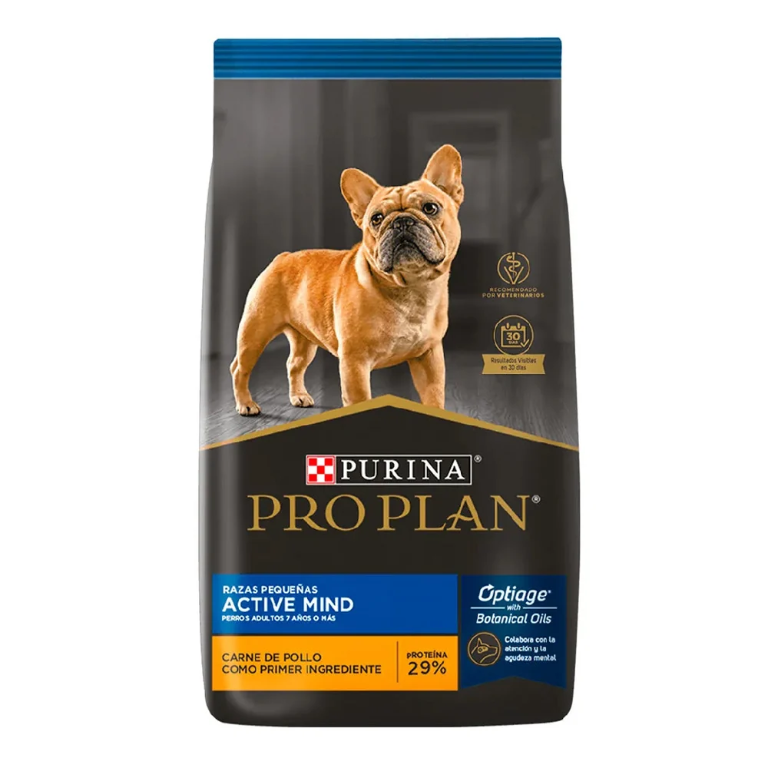 RECOMENDADO
POR VETERINARIOS
30
DÍAS
Resultados Visibles
en 30 días
PURINA®
PRO PLAN®
RAZAS PEQUEÑAS
ACTIVE MIND
PERROS ADULTOS 7 AÑOS O MÁS
CARNE DE POLLO
COMO PRIMER INGREDIENTE
PROTEÍNA
29%
Optiage®
with
Botanical Oils
Colabora con la
atención y la
agudeza mental